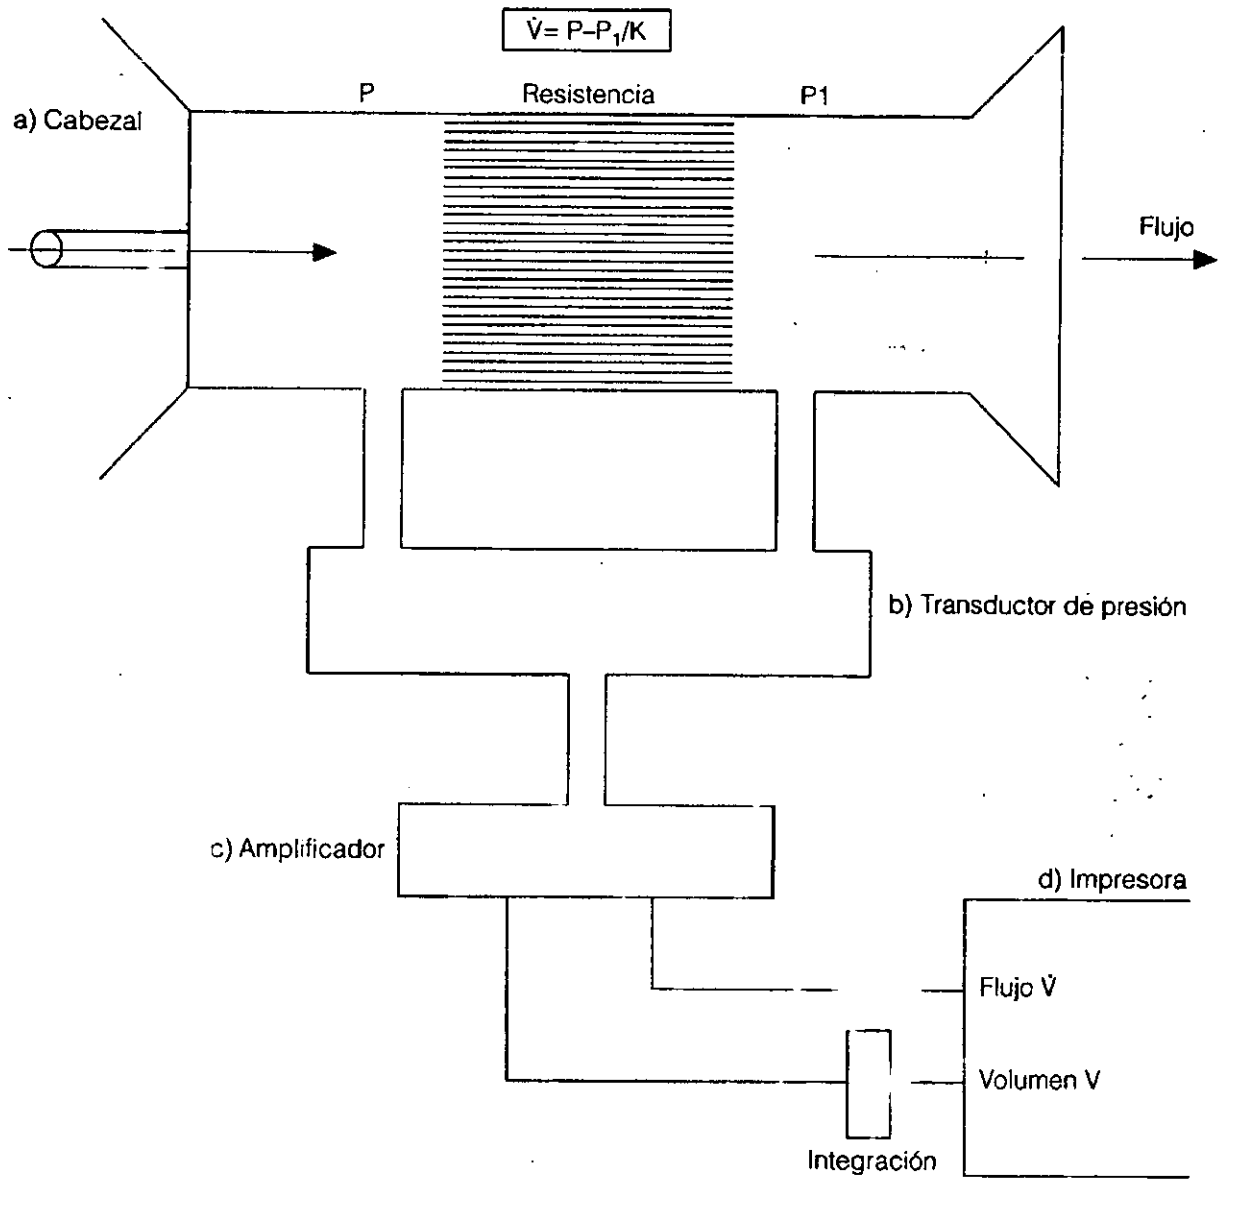 V̇= P–P₁/K
P
Resistencia
P1
a) Cabezal
Flujo
b) Transductor de presión
c) Amplificador
d) Impresora
Flujo V̇
Volumen V
Integración